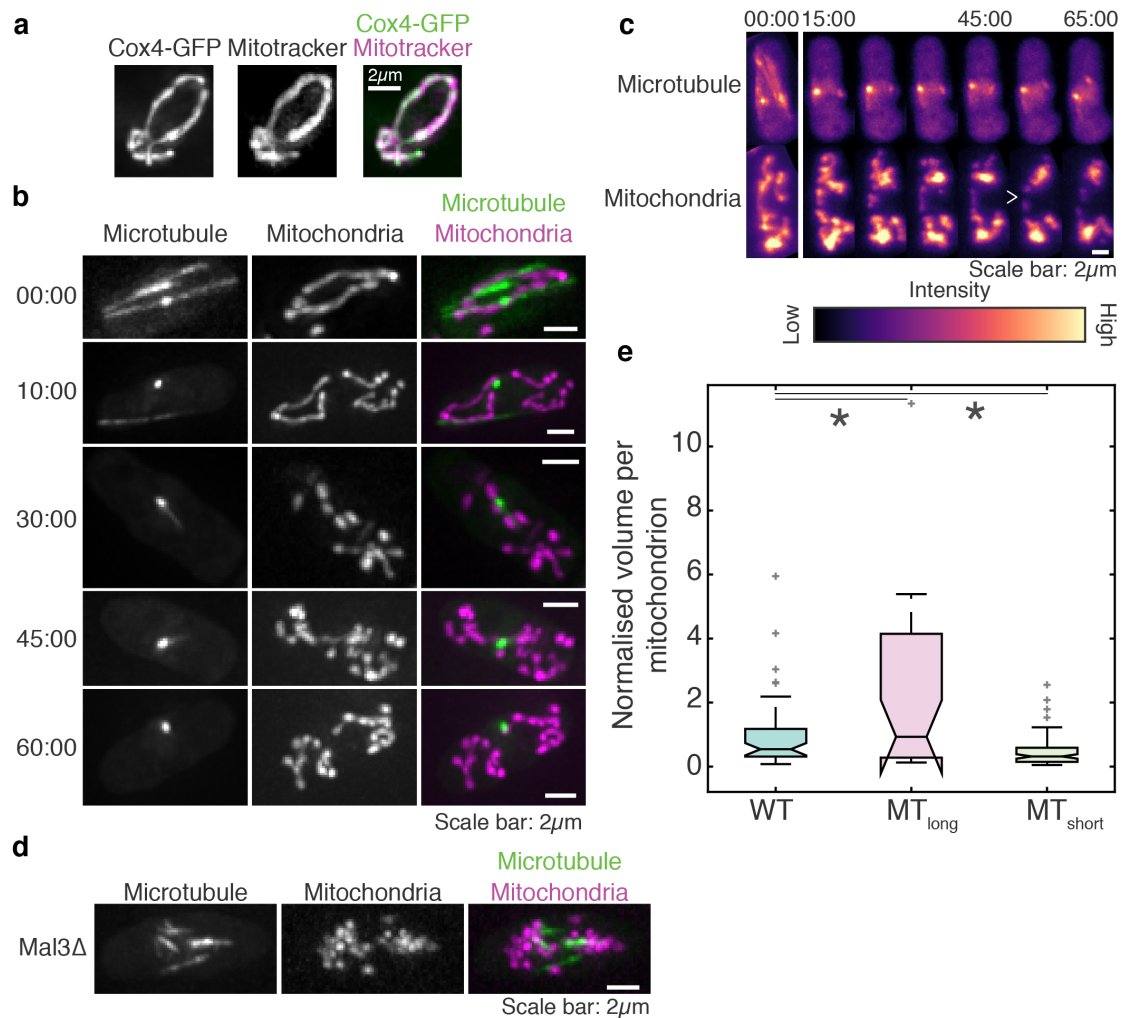 a
Cox4-GFP
Cox4-GFP Mitotracker Mitotracker
2µm
b
Microtubule
Microtubule Mitochondria Mitochondria
00:00
10:00
30:00
45:00
60:00
Scale bar: 2µm
c
00:00 15:00 45:00 65:00
Microtubule
Mitochondria
>
Scale bar: 2µm
Intensity
Low
High
d
Microtubule
Microtubule Mitochondria Mitochondria
Mal3Δ
Scale bar: 2µm
e
Normalised volume per
mitochondrion
10
8
6
4
2
0
* *
WT MTlong MTshort